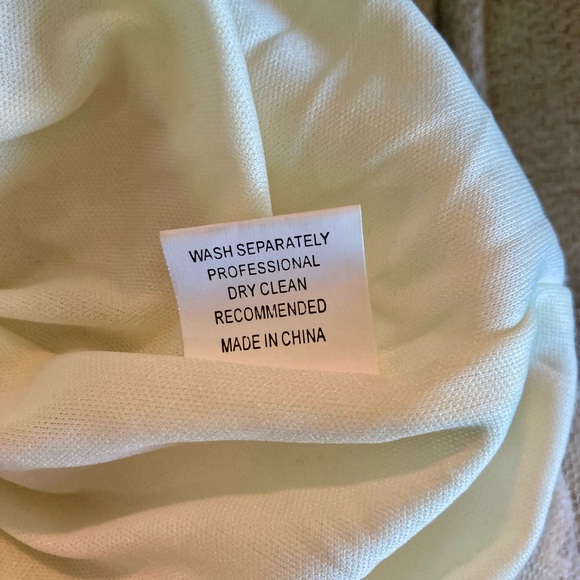 WASH SEPARATELY
PROFESSIONAL
DRY CLEAN
RECOMMENDED
MADE IN CHINA